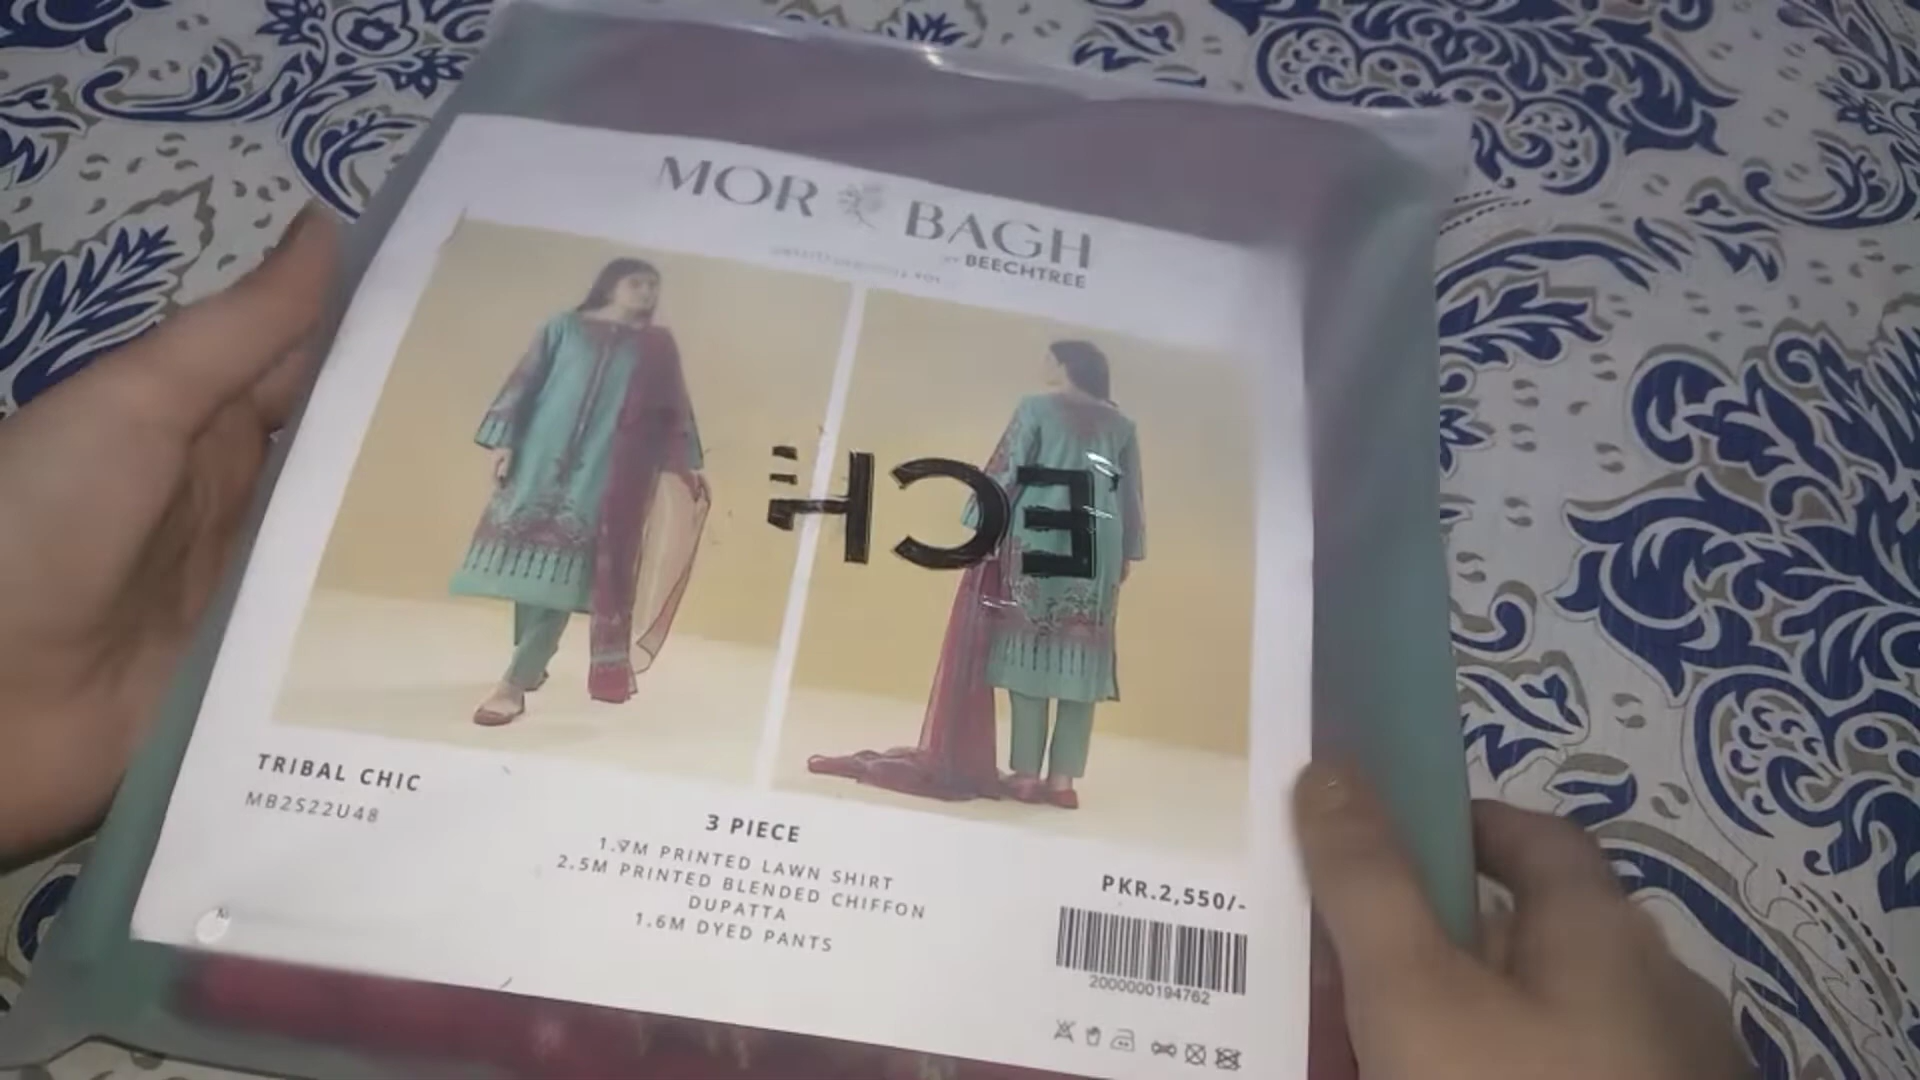 MOR BAGH
BY BEECHTREE
ECH
TRIBAL CHIC
MB2S22U48
3 PIECE
PRINTED LAWN SHIRT
2.5M PRINTED BLENDED CHIFFON
DUPATTA
1.6M DYED PANTS
PKR.2,550/-
2000000194762